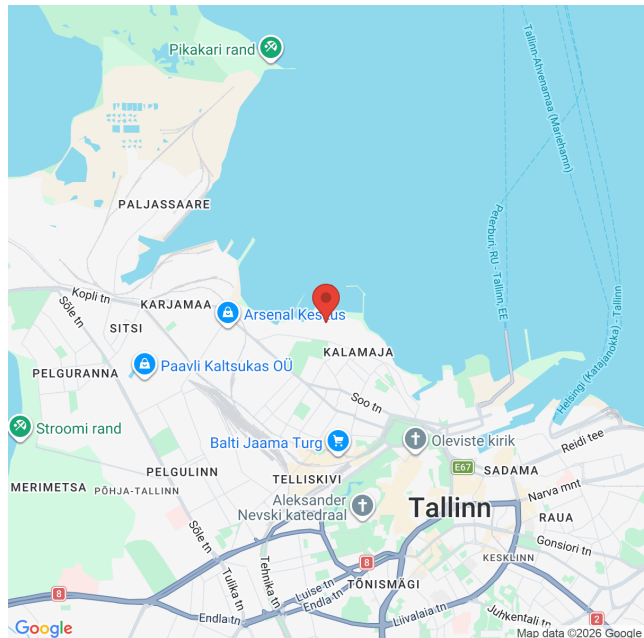 Pikakari rand
Tallinn-Ahvenamaa (Mariehamn)
PALJASSAARE
Peterburi, RU - Tallinn, EE
Helsingi (Katajanokka) - Tallinn
Kopli tn
Sõle tn
KARJAMAA
Arsenal Keskus
SITSI
KALAMAJA
Paavli Kaltsukas OÜ
PELGURANNA
Soo tn
Stroomi rand
Balti Jaama Turg
Oleviste kirik
Reidi tee
E67
SADAMA
PELGULINN
TELLISKIVI
MERIMETSA
PÕHJA-TALLINN
Narva mnt
Aleksander
Nevski katedraal
Tallinn
RAUA
Sõle tn
Gonsiori tn
KESKLINN
8
Tehnika tn
Tulika tn
TÕNISMÄGI
Luise tn
Endla tn
8
Endla tn
Liivalaia tn
Juhkentali tn
2
Google
Map data ©2026 Google